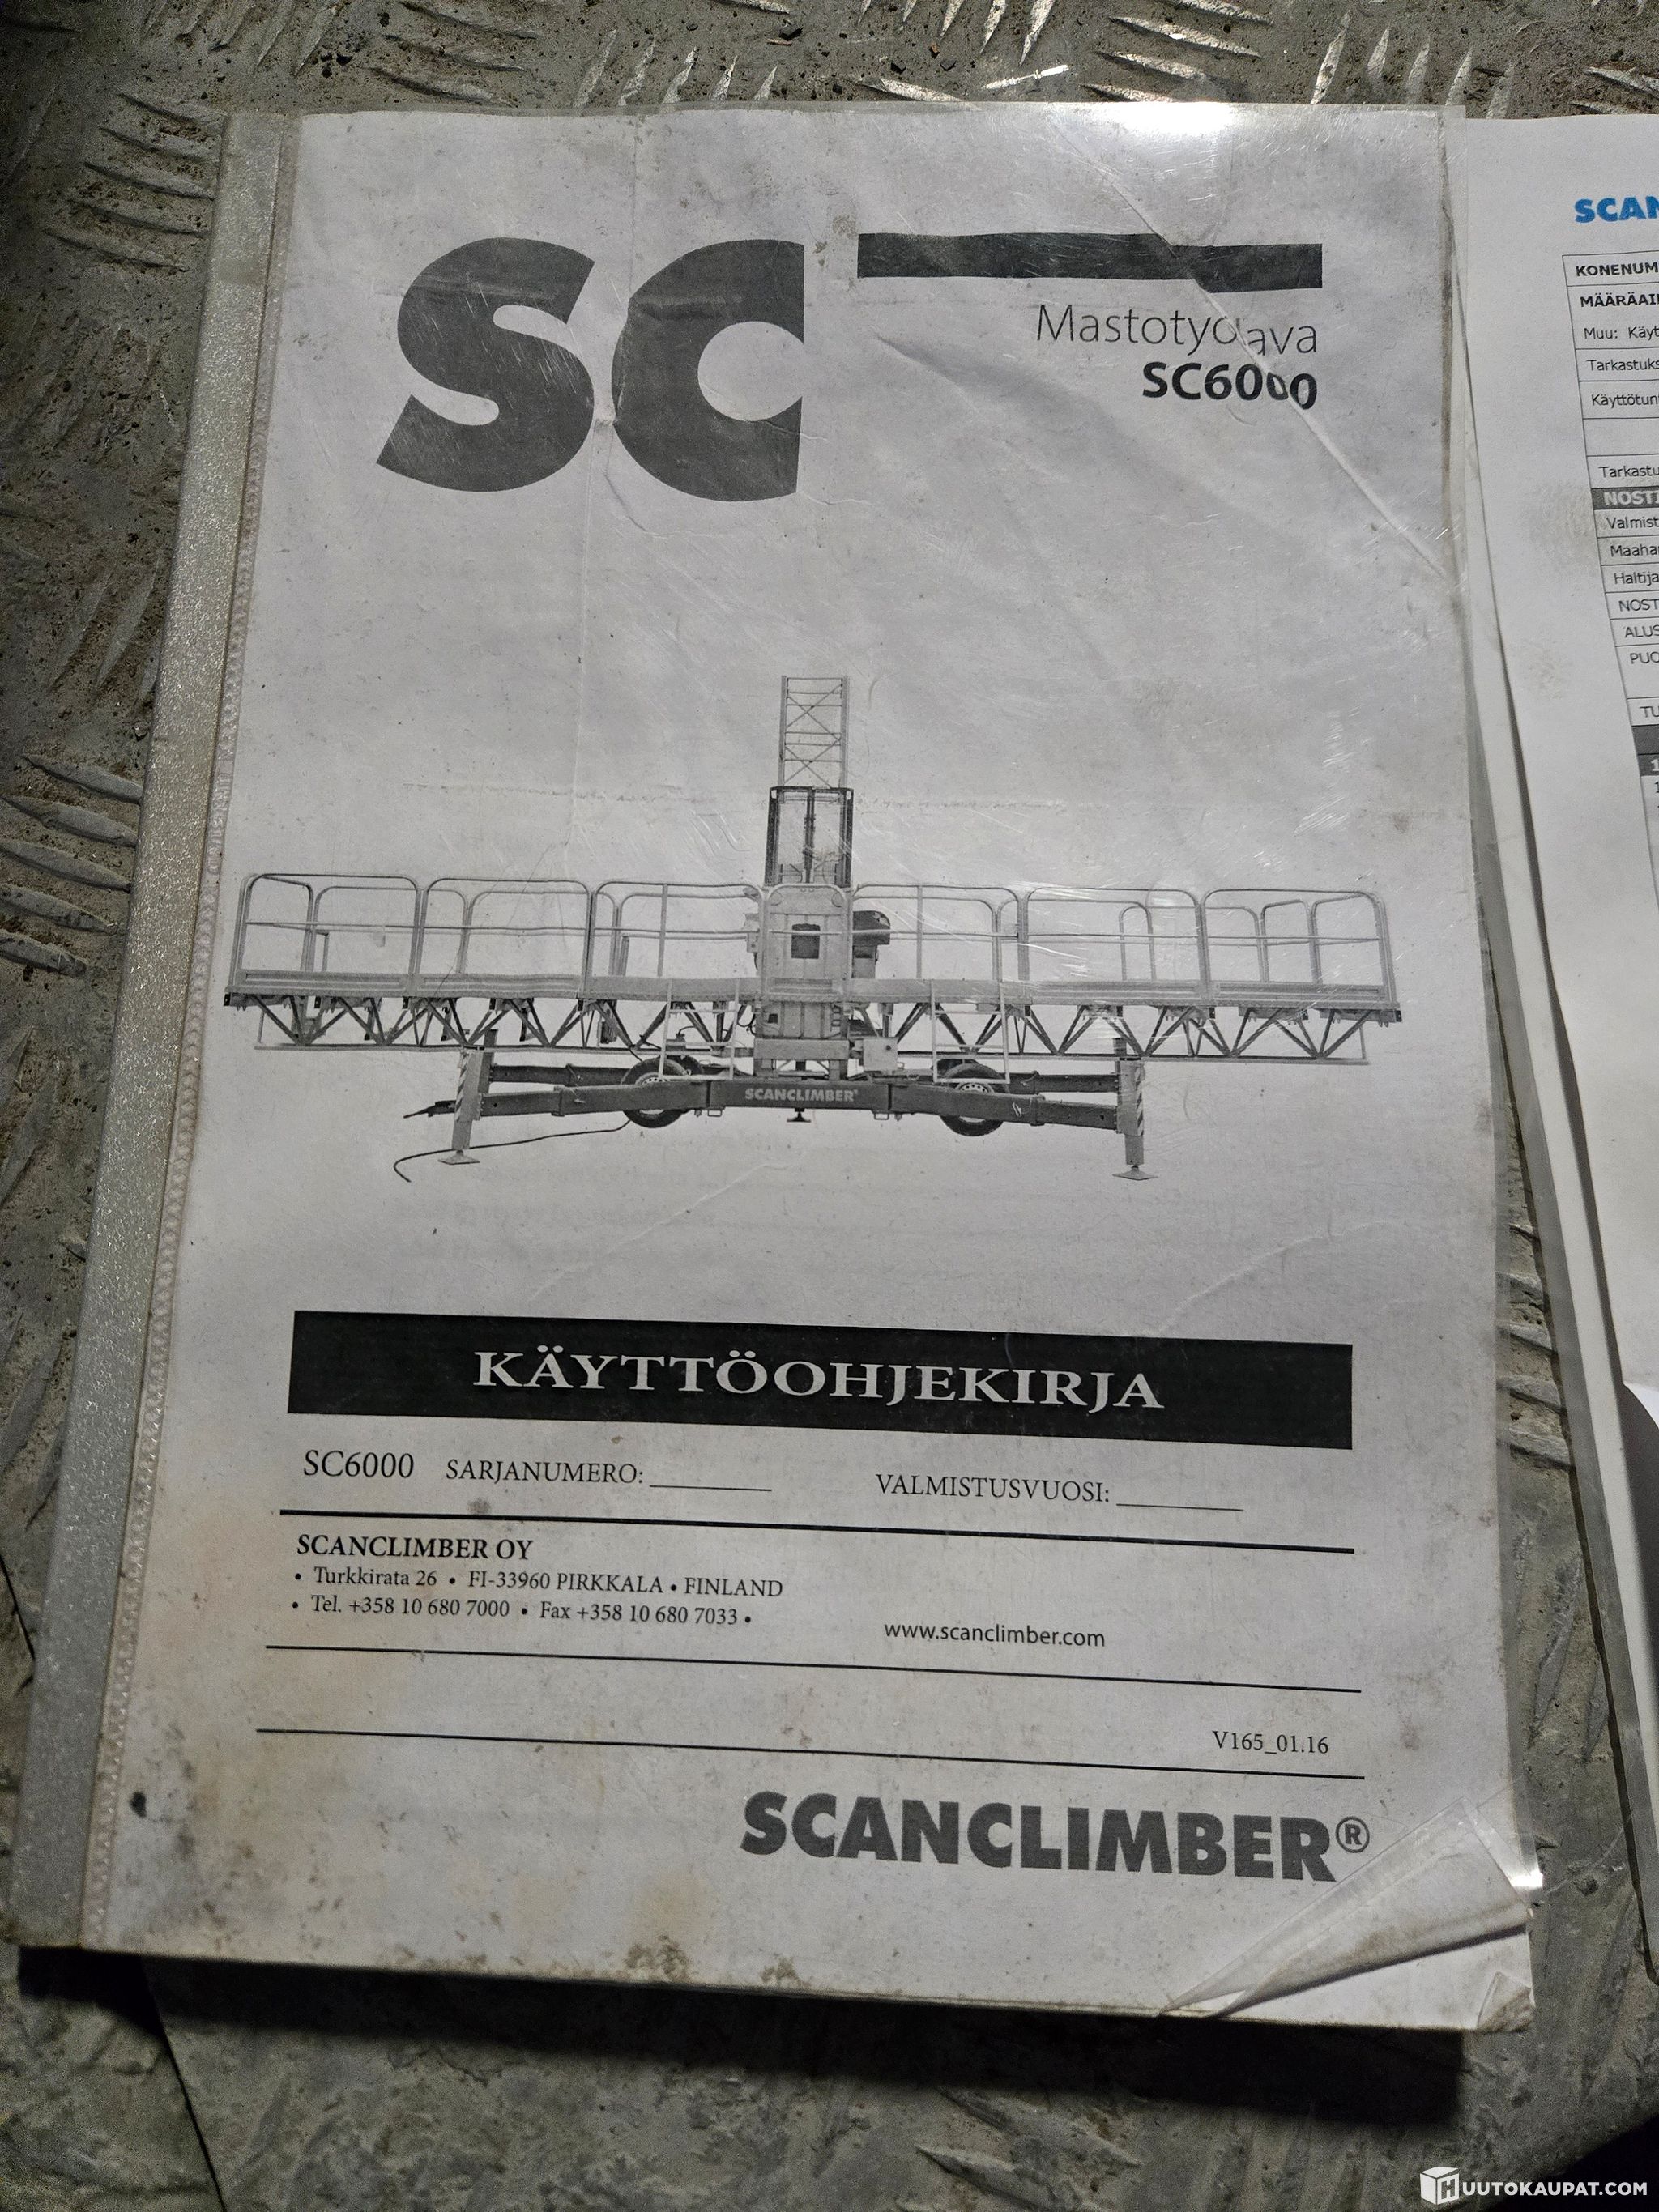 SC
Mastotyölava
SC6000
SCANCLIMBER®
KÄYTTÖOHJEKIRJA
SC6000 SARJANUMERO: VALMISTUSVUOSI:
SCANCLIMBER OY
• Turkkirata 26 • FI-33960 PIRKKALA • FINLAND
• Tel. +358 10 680 7000 • Fax +358 10 680 7033 •
www.scanclimber.com
V165_01.16
SCANCLIMBER®
SCAN
KONENUM
MÄÄRÄAI
Muu: Käyt
Tarkastuks
Käyttötun
Tarkastu
NOSTJ
Valmist
Maaha
Haltija
NOST
ALUS
PUO
TU
HUUTOKAUPAT.COM